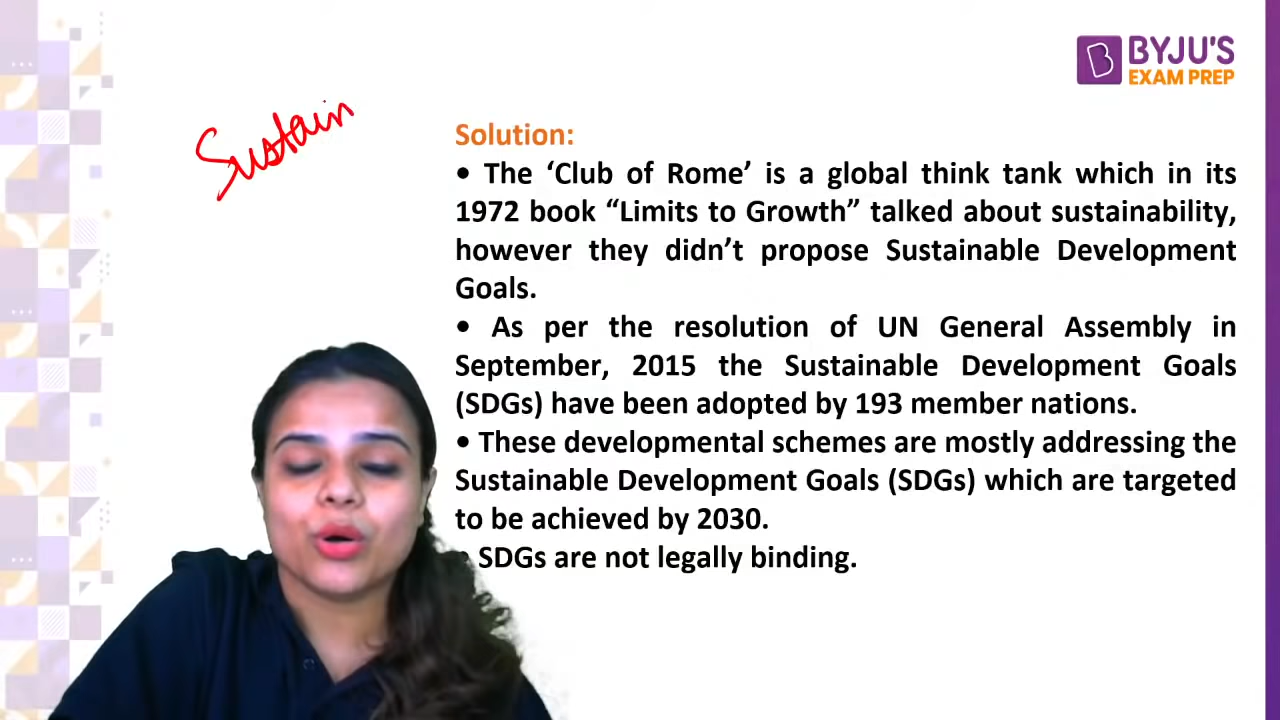 BYJU'S
EXAM PREP
Sustain
Solution:
• The ‘Club of Rome’ is a global think tank which in its
1972 book “Limits to Growth” talked about sustainability,
however they didn’t propose Sustainable Development
Goals.
• As per the resolution of UN General Assembly in
September, 2015 the Sustainable Development Goals
(SDGs) have been adopted by 193 member nations.
• These developmental schemes are mostly addressing the
Sustainable Development Goals (SDGs) which are targeted
to be achieved by 2030.
• SDGs are not legally binding.